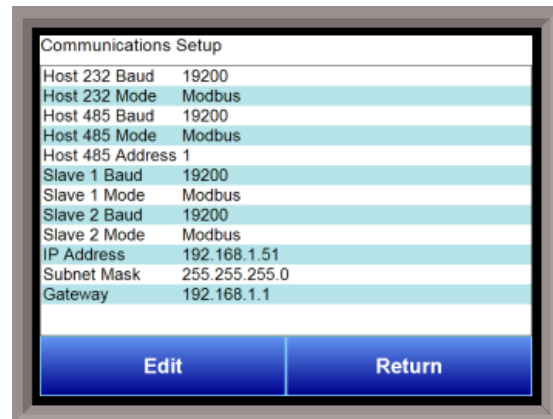 Communications Setup
Host 232 Baud 19200
Host 232 Mode Modbus
Host 485 Baud 19200
Host 485 Mode Modbus
Host 485 Address 1
Slave 1 Baud 19200
Slave 1 Mode Modbus
Slave 2 Baud 19200
Slave 2 Mode Modbus
IP Address 192.168.1.51
Subnet Mask 255.255.255.0
Gateway 192.168.1.1
Edit Return